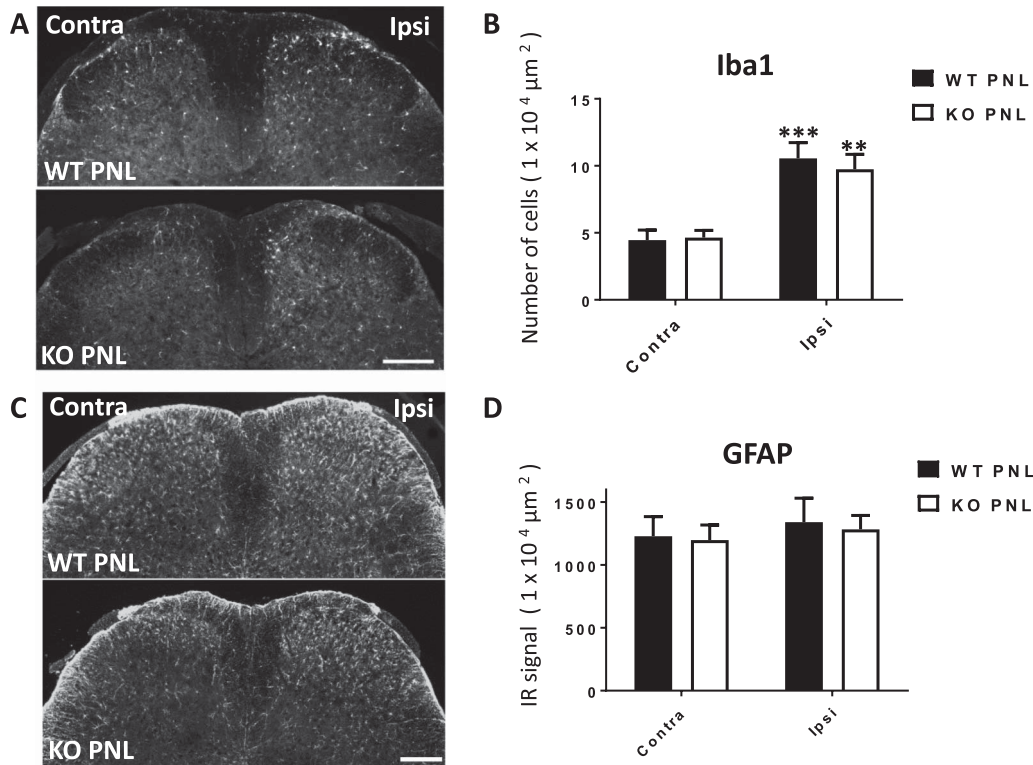 A
Contra
Ipsi
WT PNL
KO PNL
B
Iba1
Number of cells ( 1 x 10 4 µm 2 )
15
10
5
0
***
**
Contra
Ipsi
WT PNL
KO PNL
C
Contra
Ipsi
WT PNL
KO PNL
D
GFAP
IR signal ( 1 x 10 4 µm 2 )
1500
1000
500
0
Contra
Ipsi
WT PNL
KO PNL